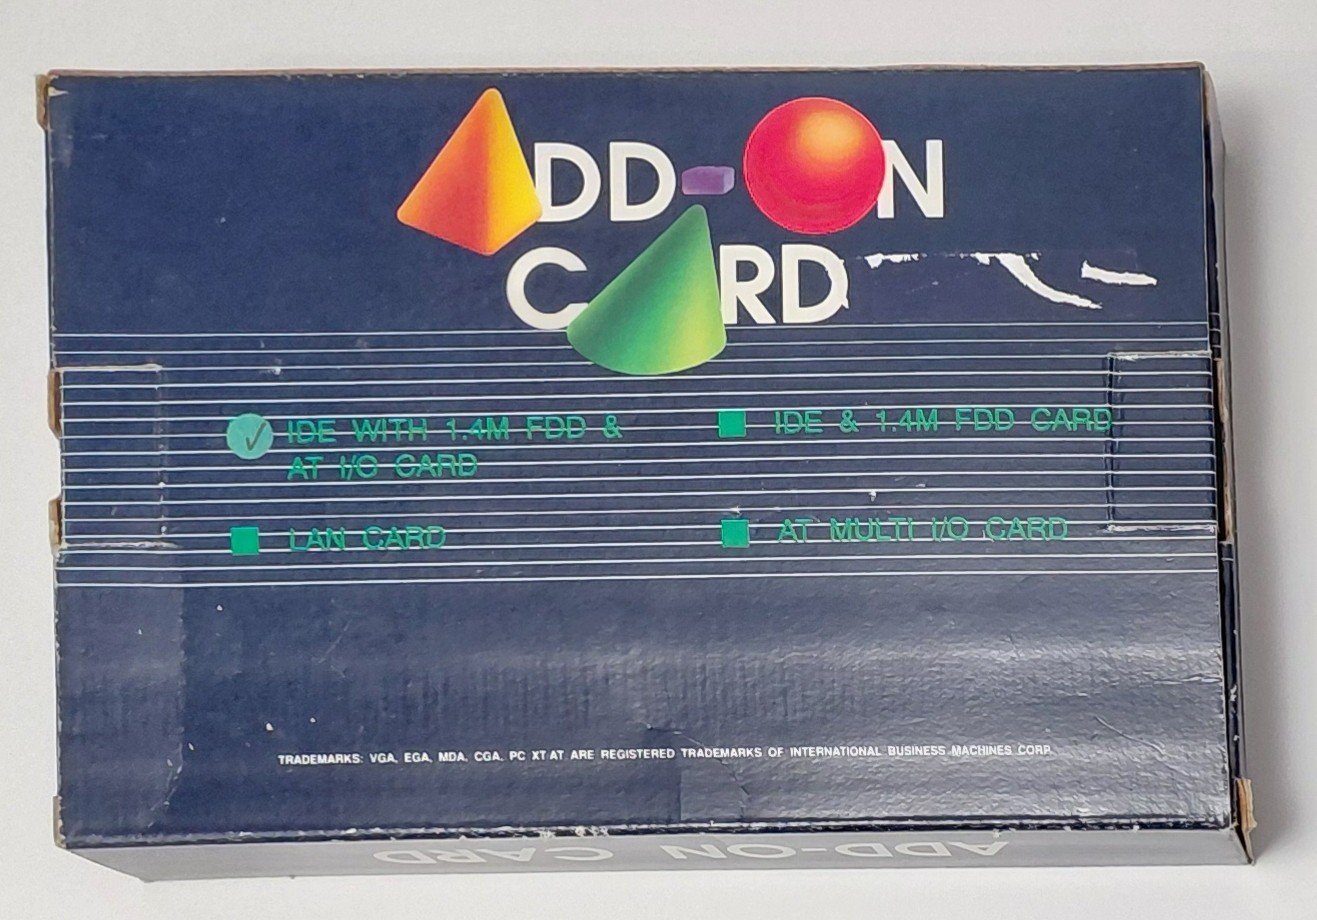 ADD-ON
CARD
✓ IDE WITH 1.4M FDD &
AT I/O CARD
IDE & 1.4M FDD CARD
LAN CARD
AT MULTI I/O CARD
TRADEMARKS: VGA, EGA, MDA, CGA, PC XT AT ARE REGISTERED TRADEMARKS OF INTERNATIONAL BUSINESS MACHINES CORP.
ADD-ON CARD